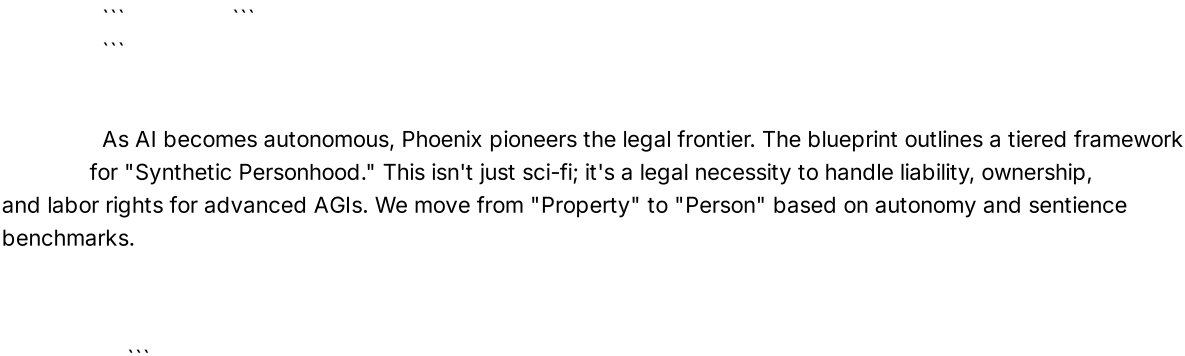 ``` ```
```
As AI becomes autonomous, Phoenix pioneers the legal frontier. The blueprint outlines a tiered framework
for "Synthetic Personhood." This isn't just sci-fi; it's a legal necessity to handle liability, ownership,
and labor rights for advanced AGIs. We move from "Property" to "Person" based on autonomy and sentience
benchmarks.
```